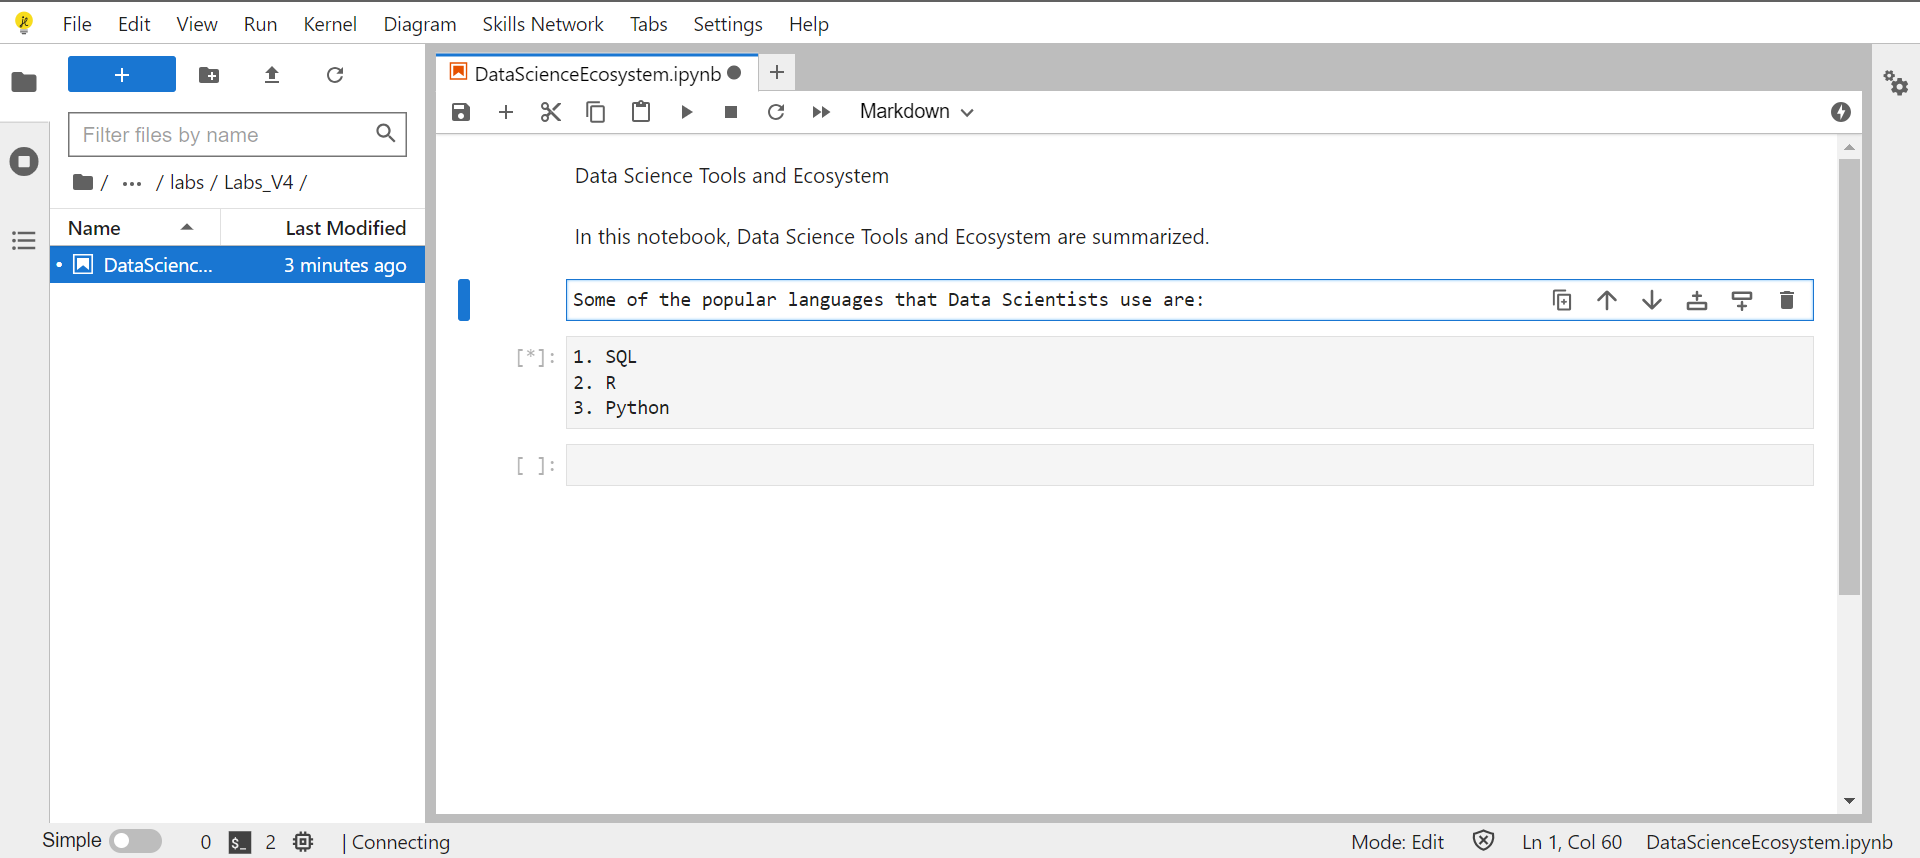 File Edit View Run Kernel Diagram Skills Network Tabs Settings Help
+
Filter files by name
/ ··· / labs / Labs_V4 /
Name Last Modified
• DataScienc... 3 minutes ago
DataScienceEcosystem.ipynb
Markdown
Data Science Tools and Ecosystem
In this notebook, Data Science Tools and Ecosystem are summarized.
Some of the popular languages that Data Scientists use are:
[*]: 1. SQL
2. R
3. Python
[ ]:
Simple 0 $_ 2 | Connecting Mode: Edit Ln 1, Col 60 DataScienceEcosystem.ipynb